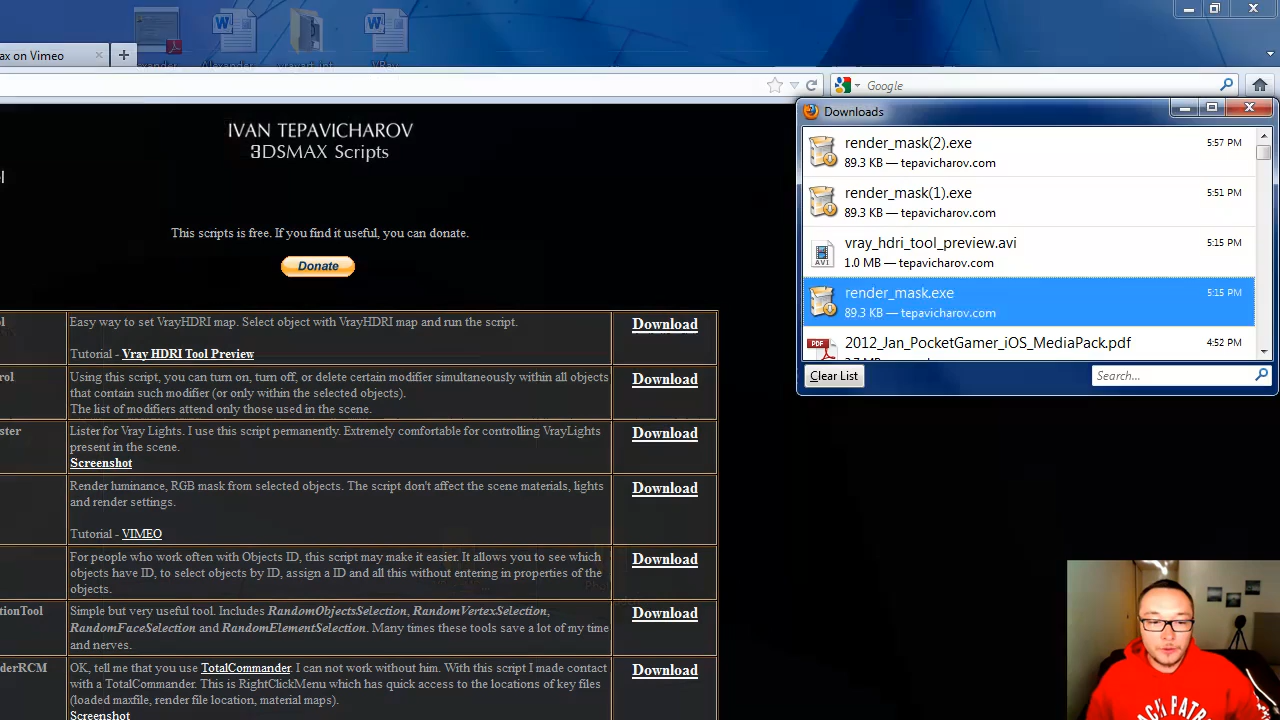 ax on Vimeo
Google
Downloads
render_mask(2).exe
5:57 PM
89.3 KB — tepavicharov.com
render_mask(1).exe
5:51 PM
89.3 KB — tepavicharov.com
vray_hdri_tool_preview.avi
5:15 PM
1.0 MB — tepavicharov.com
render_mask.exe
5:15 PM
89.3 KB — tepavicharov.com
2012_Jan_PocketGamer_iOS_MediaPack.pdf
4:52 PM
Clear List
Search...
IVAN TEPAVICHAROV
3DSMAX Scripts
This scripts is free. If you find it useful, you can donate.
Donate
Easy way to set VrayHDRI map. Select object with VrayHDRI map and run the script.
Tutorial - Vray HDRI Tool Preview
Download
rol
Using this script, you can turn on, turn off, or delete certain modifier simultaneously within all objects
that contain such modifier (or only within the selected objects).
The list of modifiers attend only those used in the scene.
Download
ster
Lister for Vray Lights. I use this script permanently. Extremely comfortable for controlling VrayLights
present in the scene.
Screenshot
Download
Render luminance, RGB mask from selected objects. The script don't affect the scene materials, lights
and render settings.
Tutorial - VIMEO
Download
For people who work often with Objects ID, this script may make it easier. It allows you to see which
objects have ID, to select objects by ID, assign a ID and all this without entering in properties of the
objects.
Download
tionTool
Simple but very useful tool. Includes RandomObjectsSelection, RandomVertexSelection,
RandomFaceSelection and RandomElementSelection. Many times these tools save a lot of my time
and nerves.
Download
derRCM
OK, tell me that you use TotalCommander. I can not work without him. With this script I made contact
with a TotalCommander. This is RightClickMenu which has quick access to the locations of key files
(loaded maxfile, render file location, material maps).
Screenshot
Download